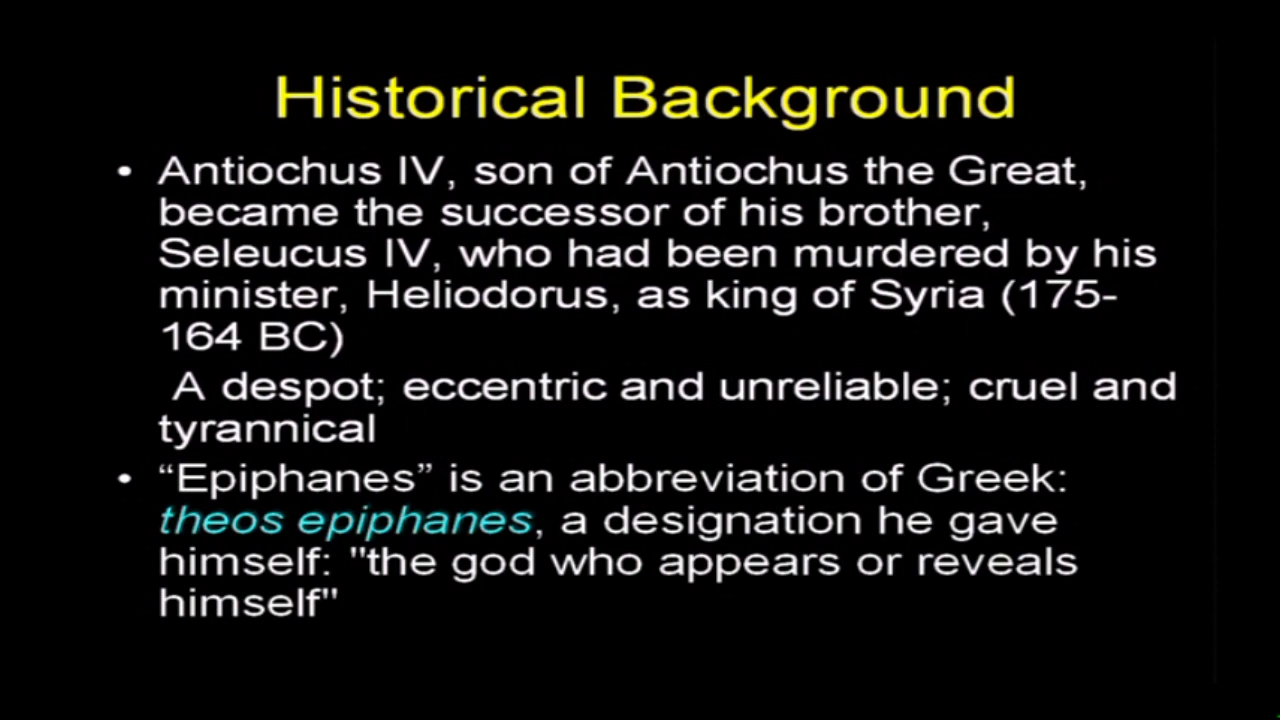 Historical Background
• Antiochus IV, son of Antiochus the Great,
became the successor of his brother,
Seleucus IV, who had been murdered by his
minister, Heliodorus, as king of Syria (175-
164 BC)
A despot; eccentric and unreliable; cruel and
tyrannical
• “Epiphanes” is an abbreviation of Greek:
theos epiphanes, a designation he gave
himself: "the god who appears or reveals
himself"